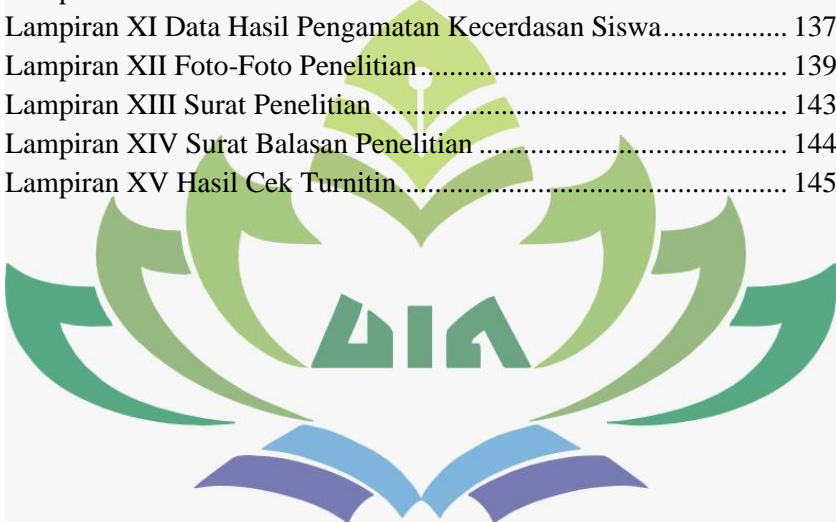 Lampiran XI Data Hasil Pengamatan Kecerdasan Siswa................. 137
Lampiran XII Foto-Foto Penelitian................................................. 139
Lampiran XIII Surat Penelitian....................................................... 143
Lampiran XIV Surat Balasan Penelitian ......................................... 144
Lampiran XV Hasil Cek Turnitin.................................................... 145
UIN